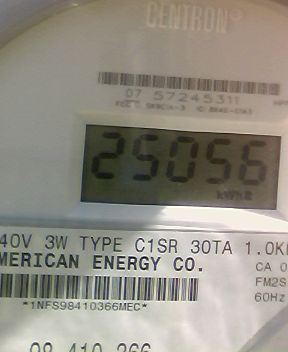 CENTRON®
07 57245311
25056
kWh
40V 3W TYPE C1SR 30TA 1.0K
MERICAN ENERGY CO.
CA 0
FM2S
60Hz
*1NFS98410366MEC*
98 410 366